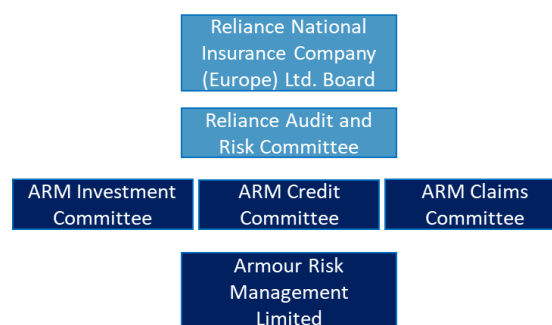 Reliance National
Insurance Company
(Europe) Ltd. Board
Reliance Audit and
Risk Committee
ARM Investment
Committee
ARM Credit
Committee
ARM Claims
Committee
Armour Risk
Management
Limited